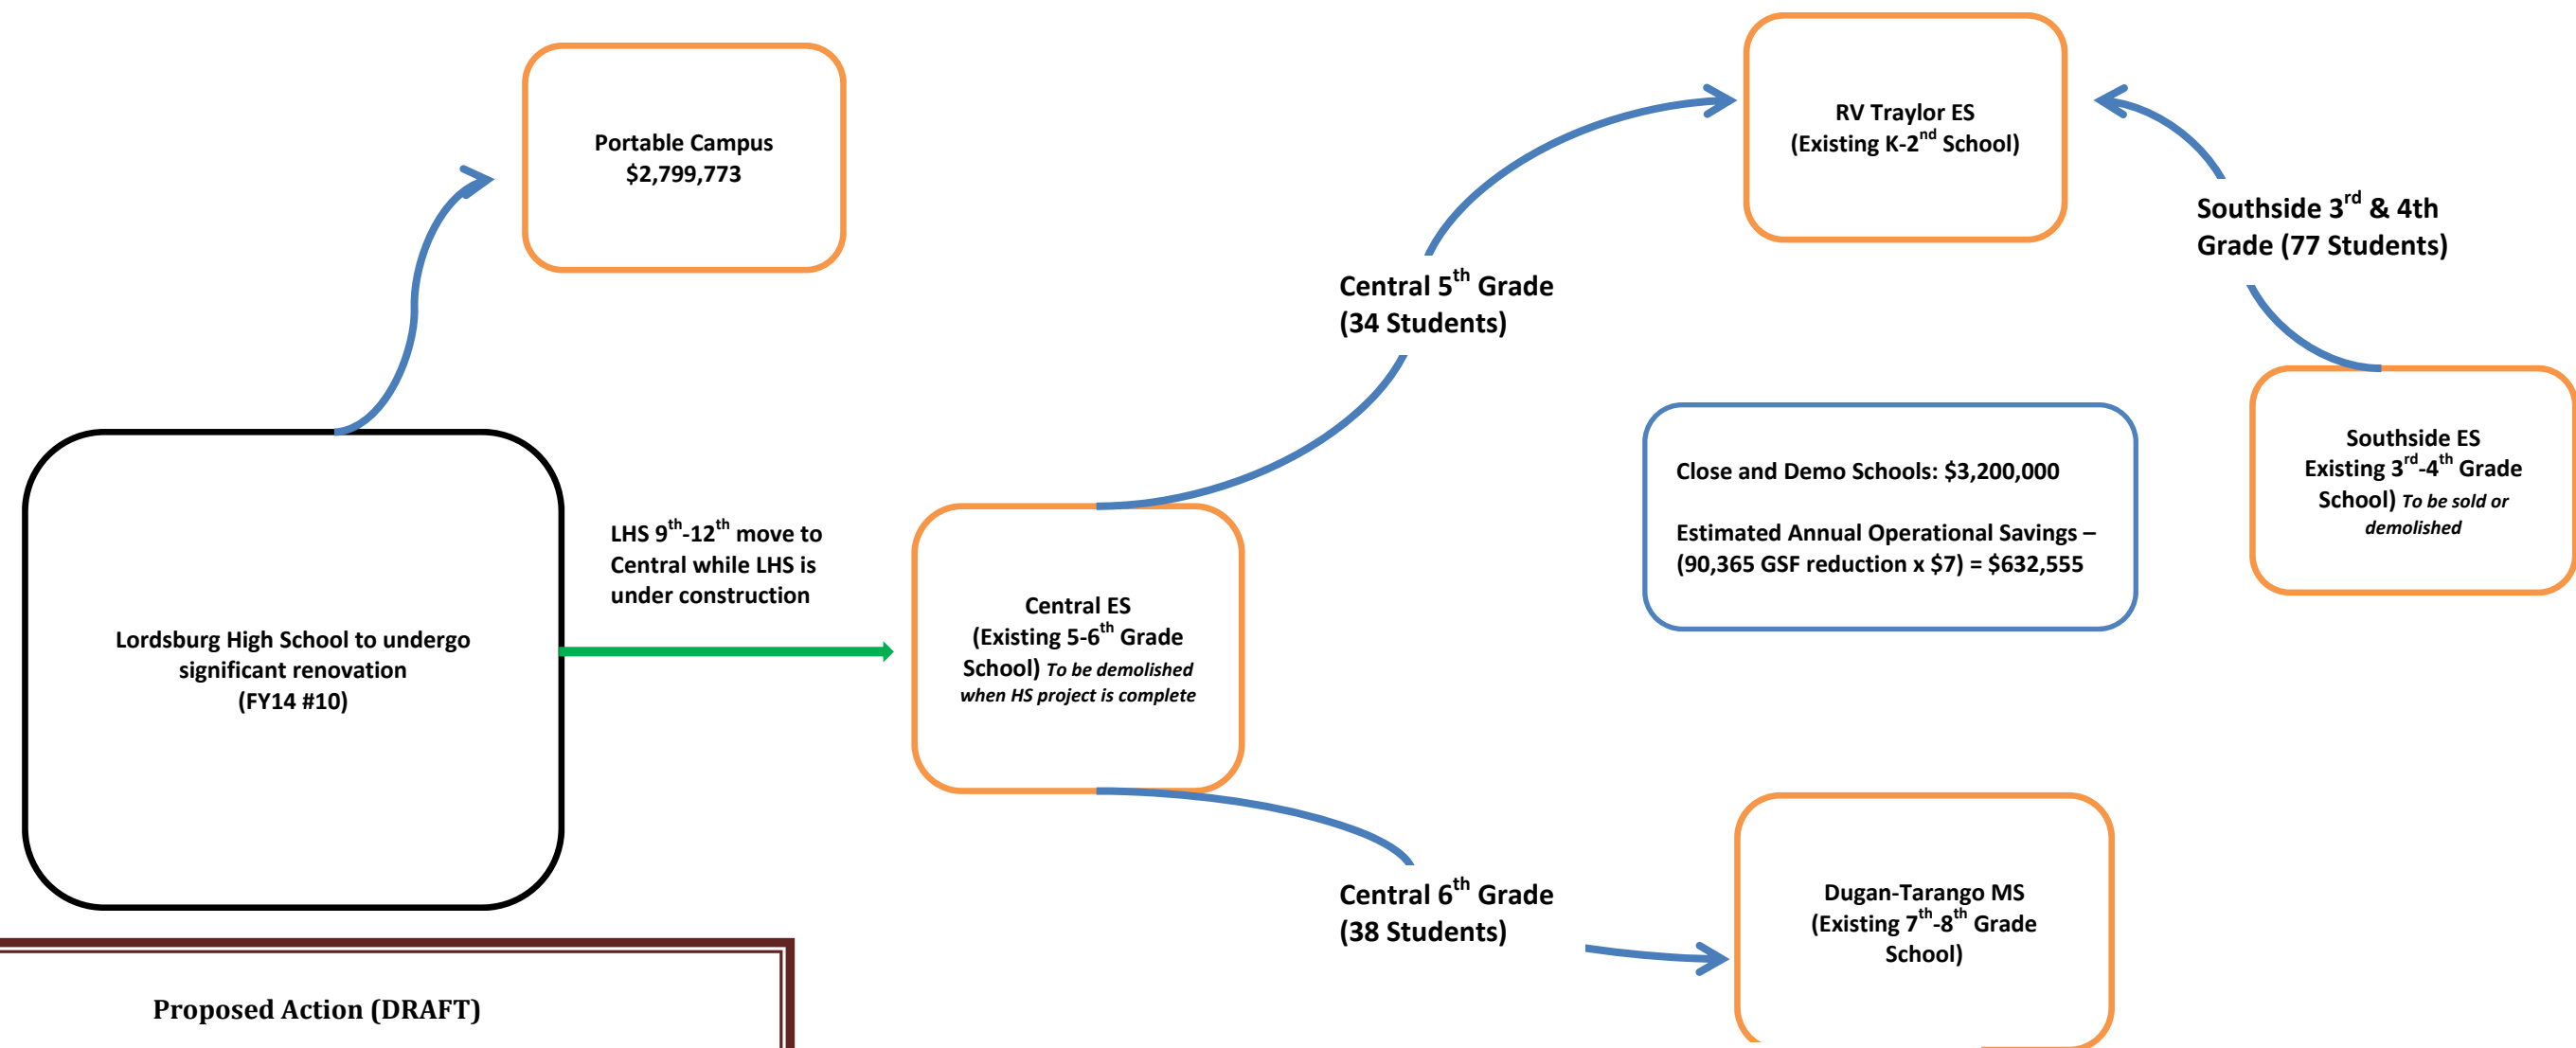 Portable Campus
$2,799,773
RV Traylor ES
(Existing K-2nd School)
Southside 3rd & 4th
Grade (77 Students)
Central 5th Grade
(34 Students)
Close and Demo Schools: $3,200,000
Estimated Annual Operational Savings –
(90,365 GSF reduction x $7) = $632,555
Southside ES
Existing 3rd-4th Grade
School) To be sold or
demolished
LHS 9th-12th move to
Central while LHS is
under construction
Lordsburg High School to undergo
significant renovation
(FY14 #10)
Central ES
(Existing 5-6th Grade
School) To be demolished
when HS project is complete
Central 6th Grade
(38 Students)
Dugan-Tarango MS
(Existing 7th-8th Grade
School)
Proposed Action (DRAFT)